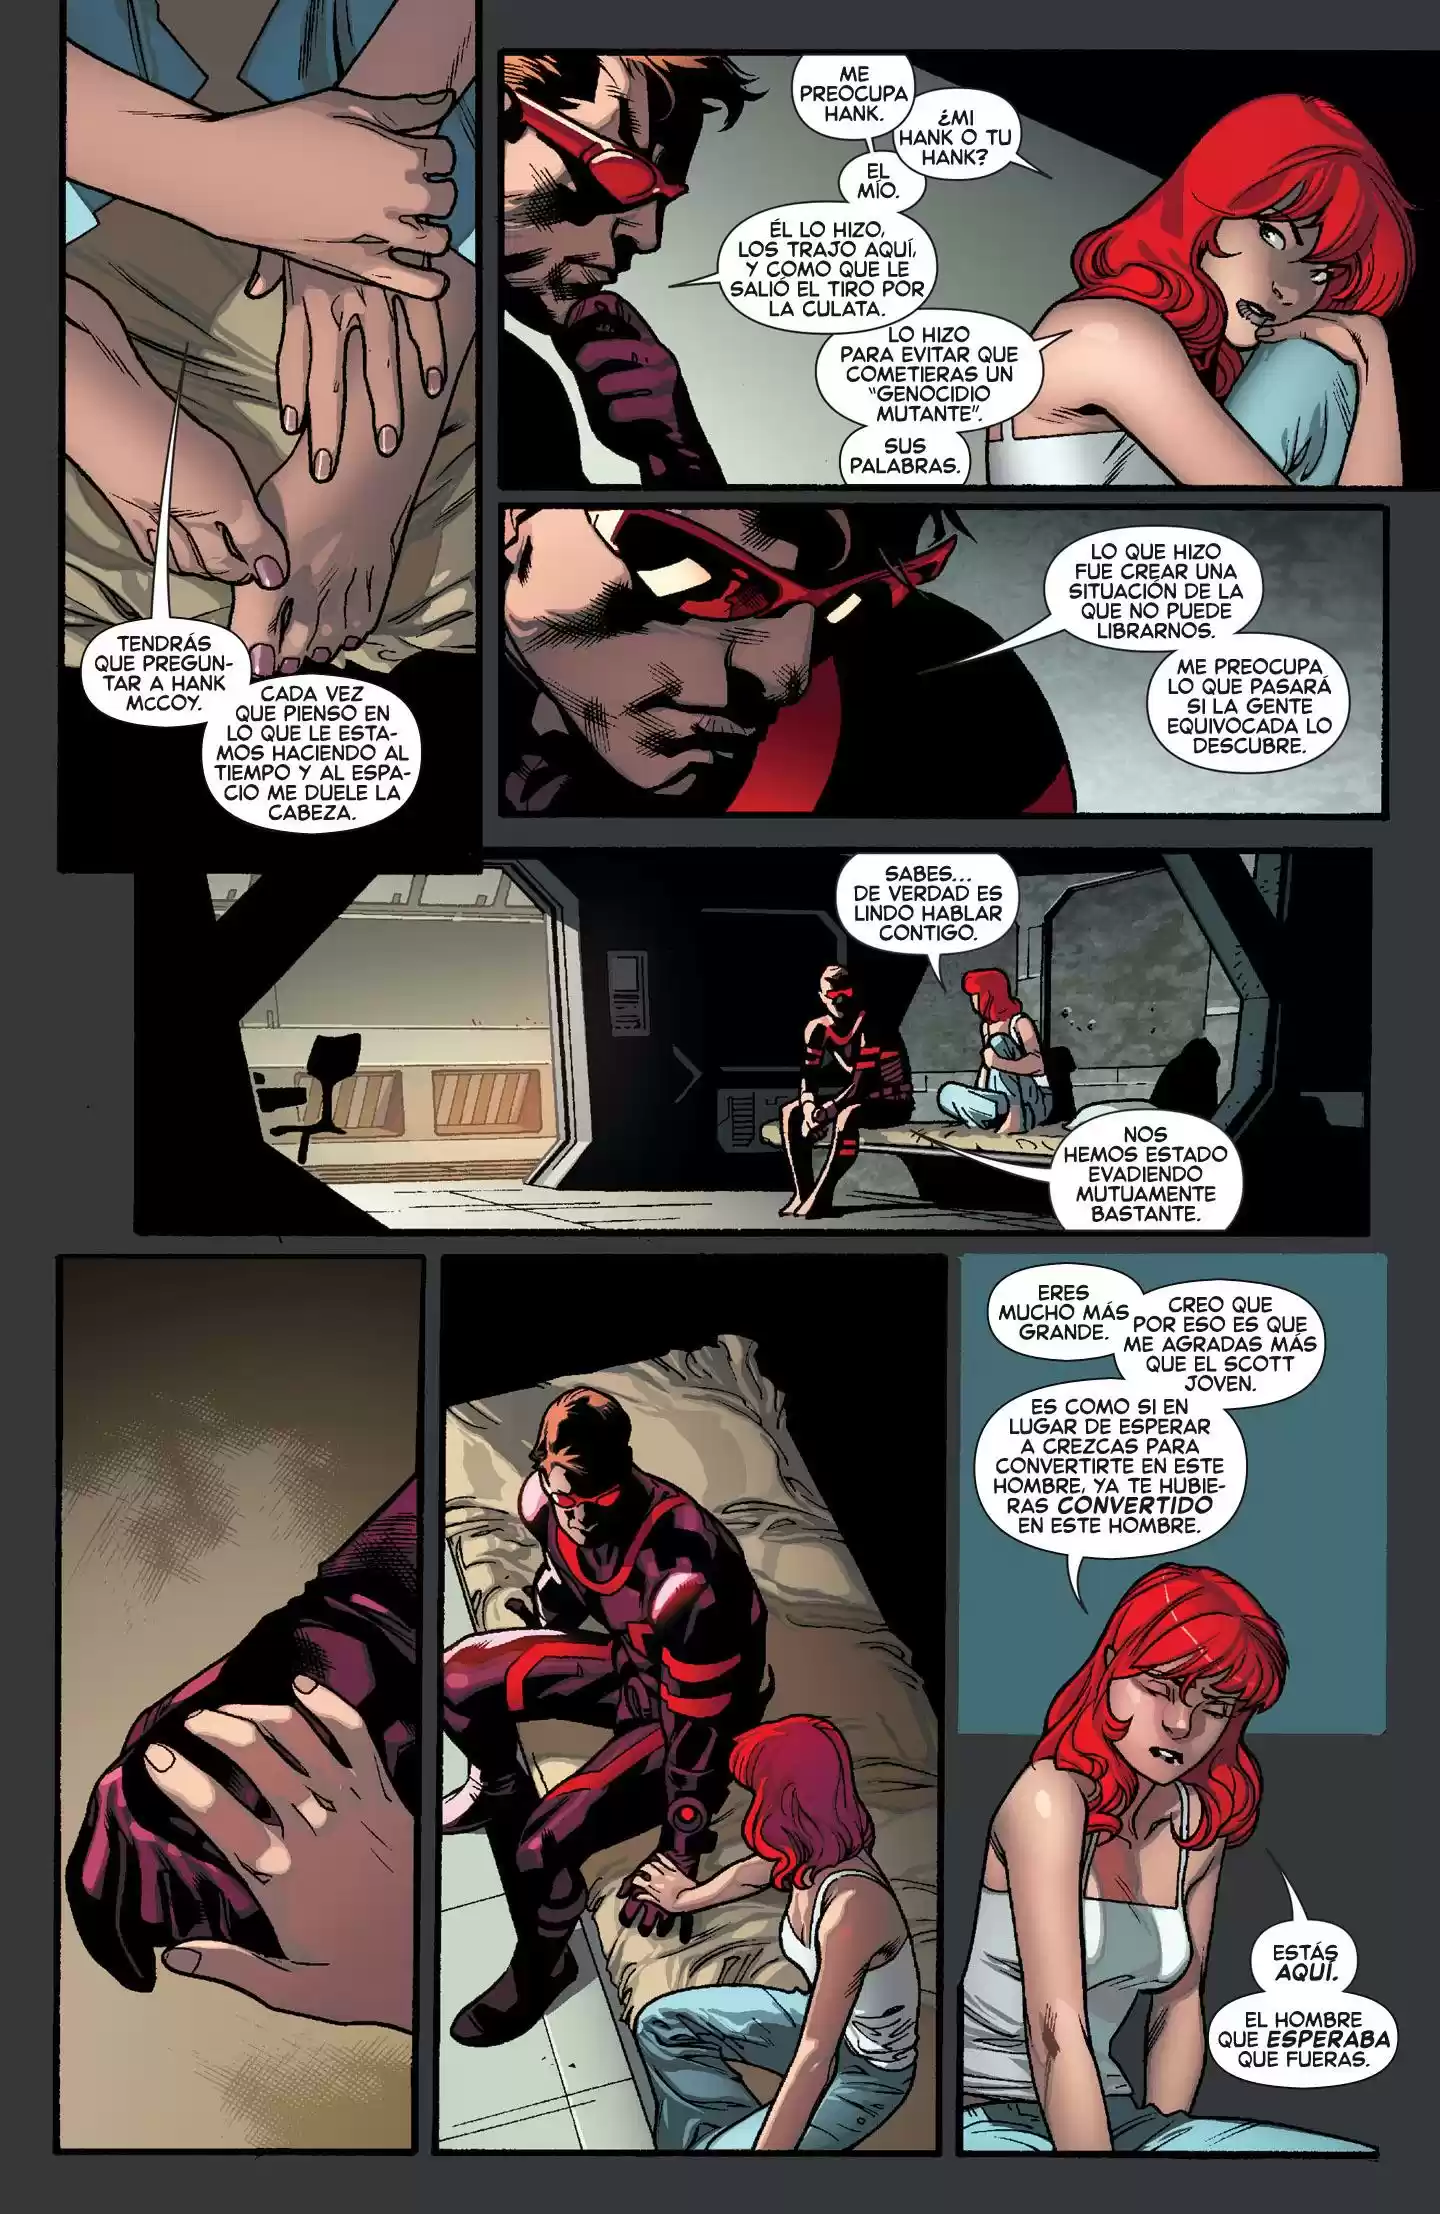 TENDRÁS
QUE PREGUN-
TAR A HANK
McCOY.
CADA VEZ
QUE PIENSO EN
LO QUE LE ESTA-
MOS HACIENDO AL
TIEMPO Y AL ESPA-
CIO ME DUELE LA
CABEZA.
ME
PREOCUPA
HANK.
¿MI
HANK O TU
HANK?
EL
MÍO.
ÉL LO HIZO,
LOS TRAJO AQUÍ,
Y COMO QUE LE
SALIÓ EL TIRO POR
LA CULATA.
LO HIZO
PARA EVITAR QUE
COMETIERAS UN
“GENOCIDIO
MUTANTE”.
SUS
PALABRAS.
LO QUE HIZO
FUE CREAR UNA
SITUACIÓN DE LA
QUE NO PUEDE
LIBRARNOS.
ME PREOCUPA
LO QUE PASARÁ
SI LA GENTE
EQUIVOCADA LO
DESCUBRE.
SABES...
DE VERDAD ES
LINDO HABLAR
CONTIGO.
NOS
HEMOS ESTADO
EVADIENDO
MUTUAMENTE
BASTANTE.
ERES
MUCHO MÁS
GRANDE.
CREO QUE
POR ESO ES QUE
ME AGRADAS MÁS
QUE EL SCOTT
JOVEN.
ES COMO SI EN
LUGAR DE ESPERAR
A CREZCAS PARA
CONVERTIRTE EN ESTE
HOMBRE, YA TE HUBIE-
RAS CONVERTIDO
EN ESTE HOMBRE.
ESTÁS
AQUÍ.
EL HOMBRE
QUE ESPERABA
QUE FUERAS.